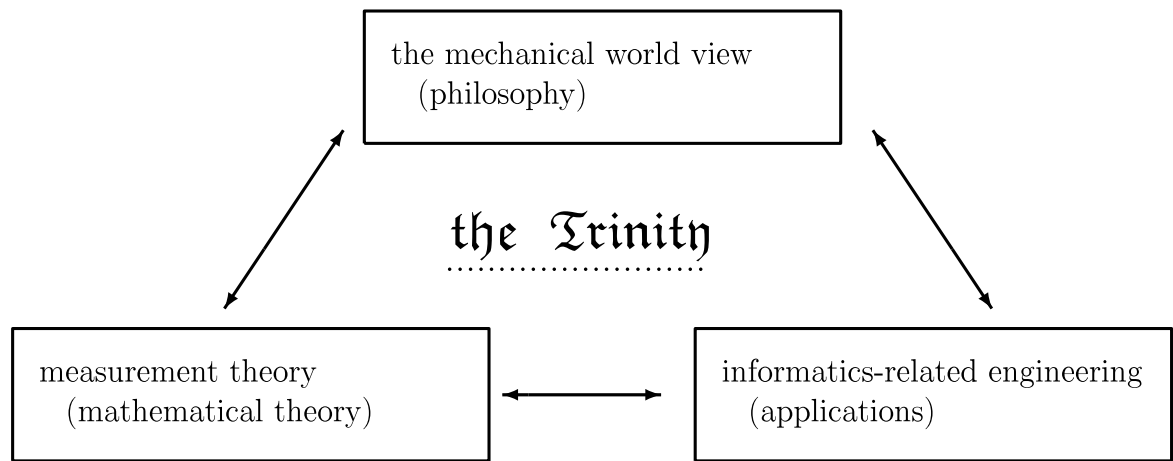 the mechanical world view
(philosophy)
the Trinity
measurement theory
(mathematical theory)
informatics-related engineering
(applications)